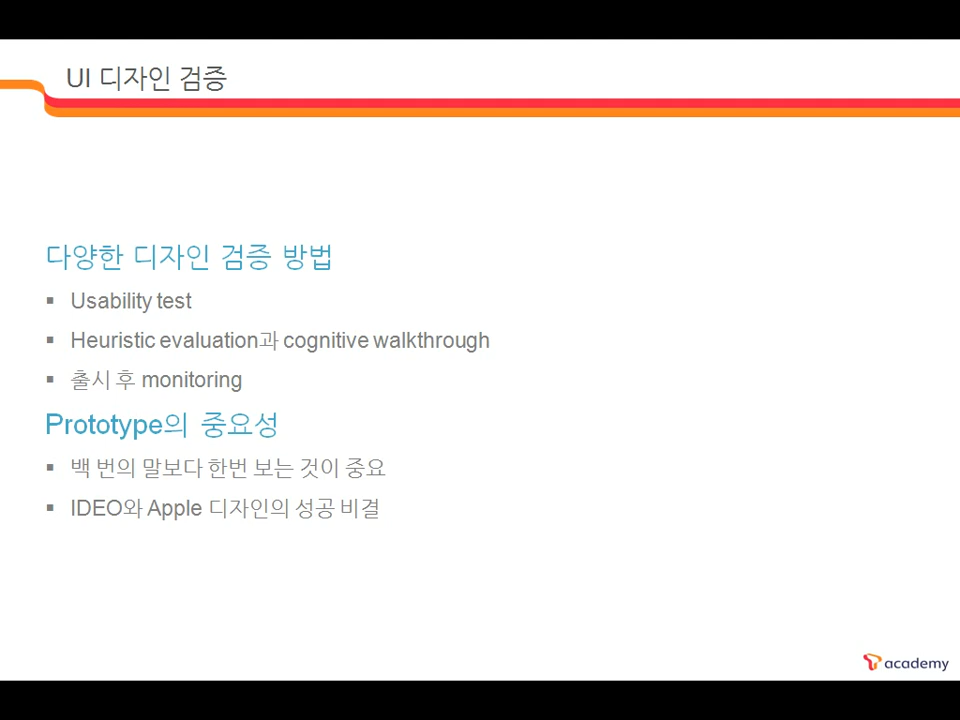 UI 디자인 검증
다양한 디자인 검증 방법
▪ Usability test
▪ Heuristic evaluation과 cognitive walkthrough
▪ 출시 후 monitoring
Prototype의 중요성
▪ 백 번의 말보다 한번 보는 것이 중요
▪ IDEO와 Apple 디자인의 성공 비결
T academy